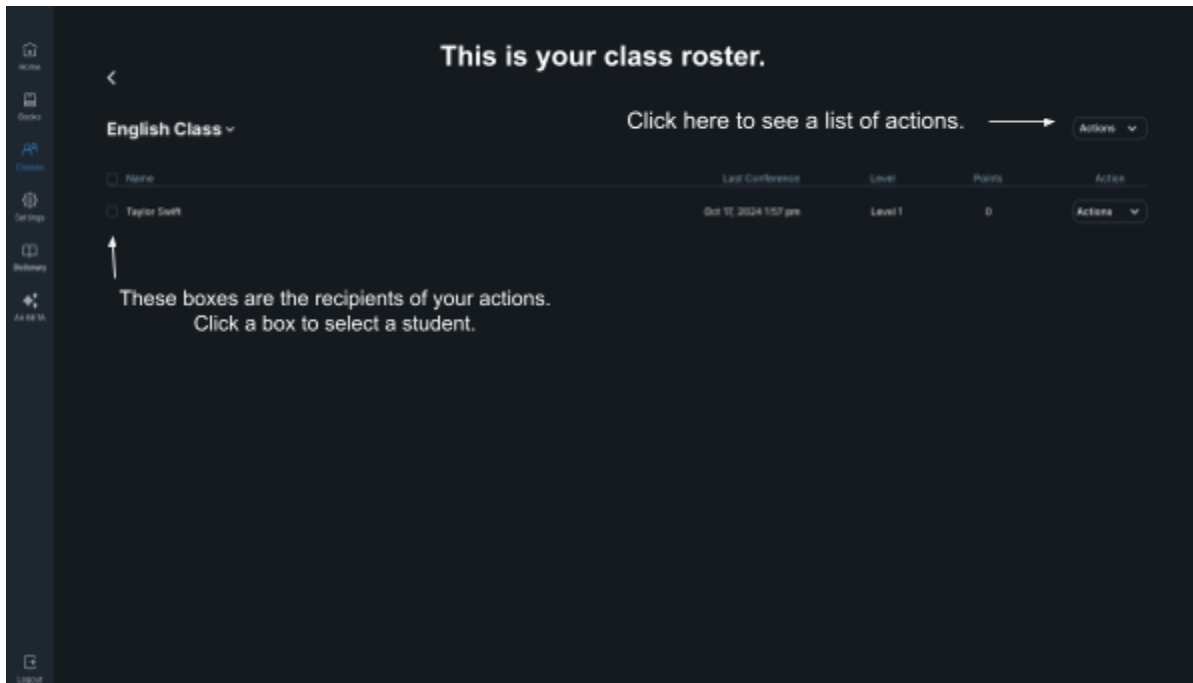 This is your class roster.
Home
Books
Classes
Settings
Dictionary
English Class
Click here to see a list of actions.
Actions
Name Last Conference Level Points Action
Taylor Swift Oct 17, 2024 1:57 pm Level 1 0 Actions
These boxes are the recipients of your actions.
Click a box to select a student.
Logout